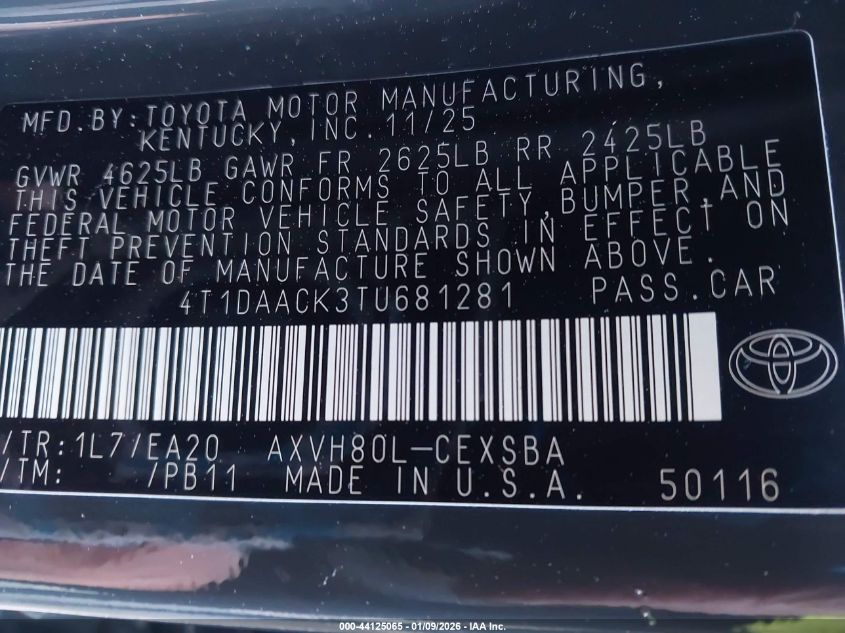 MFD.BY:TOYOTA MOTOR MANUFACTURING,
KENTUCKY, INC. 11/25
GVWR 4625LB GAWR FR 2625LB RR 2425LB
THIS VEHICLE CONFORMS TO ALL APPLICABLE
FEDERAL MOTOR VEHICLE SAFETY,BUMPER,AND
THEFT PREVENTION STANDARDS IN EFFECT ON
THE DATE OF MANUFACTURE SHOWN ABOVE.
4T1DAACK3TU681281 PASS.CAR
/TR:1L7/EA20 AXVH80L-CEXSBA
/TM: /PB11 MADE IN U.S.A. 50116
000-44125065 - 01/09/2026 - IAA Inc.